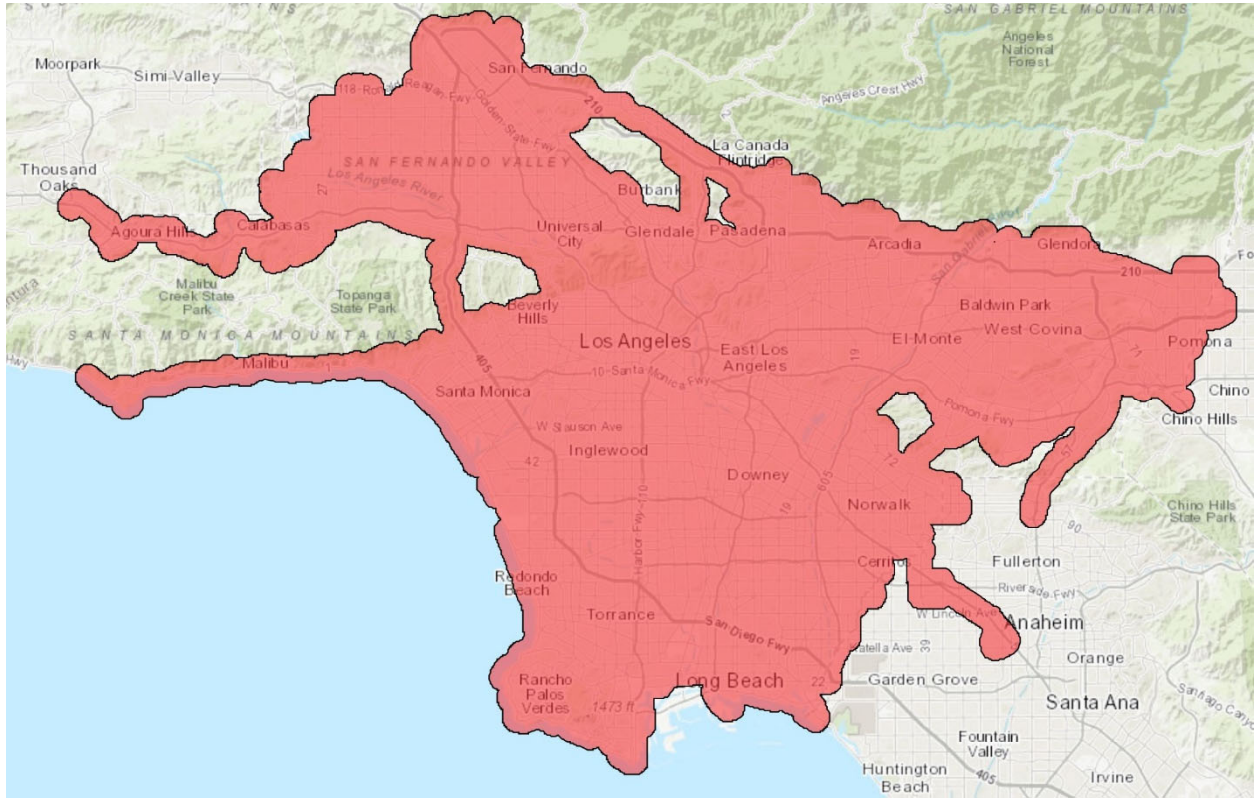 SAN GABRIEL MOUNTAINS
Angeles
National
Forest
Moorpark
Simi Valley
San Fernando
118-Ronald Reagan Fwy
Golden-State-Fwy
210
Angeles Crest Hwy
2
La Canada
Flintridge
Thousand
Oaks
SAN FERNANDO VALLEY
Los Angeles River
27
Burbank
Agoura Hills
Calabasas
Universal
City
Glendale
Pasadena
Arcadia
San Gabriel
Glendora
210
Malibu
Creek State
Park
Topanga
State Park
Beverly
Hills
Baldwin Park
SANTA MONICA MOUNTAINS
Los Angeles
East Los
Angeles
19
El Monte
West Covina
71
Pomona
Hwy
Malibu
1
405
10-Santa Monica Fwy
Santa Monica
Chino
Pomona Fwy
Chino Hills
W Slauson Ave
Inglewood
42
72
57
Downey
605
Norwalk
19
Harbor Fwy-110
90
Chino Hills
State Park
Redondo
Beach
Cerritos
Fullerton
Riverside-Fwy
Torrance
San Diego Fwy
W Lincoln Ave
Anaheim
39
Katella Ave
Orange
Rancho
Palos
Verdes
1473 ft
Long Beach
22
Garden Grove
Santa Ana
Fountain
Valley
Huntington
Beach
405
Irvine